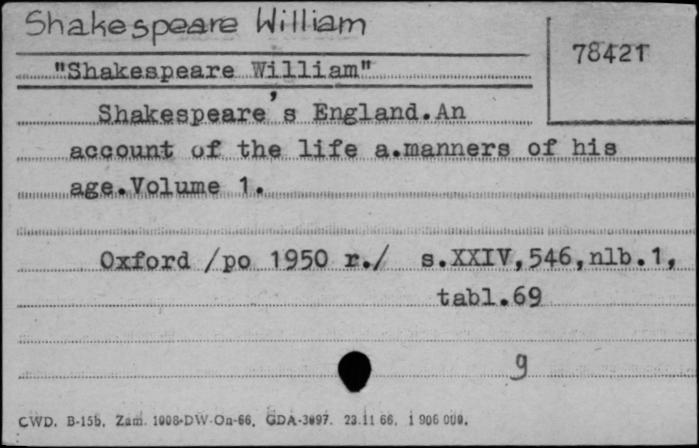 Shakespeare William
78421
"Shakespeare William"
Shakespeare's England.An
account of the life a.manners of his
age.Volume 1.
Oxford /po 1950 r./ s.XXIV,546,nlb.1,
tabl.69
g
CWD. B-15b. Zam. 1008-DW-On-66. GDA-3097. 23.11 66. 1 906 000.